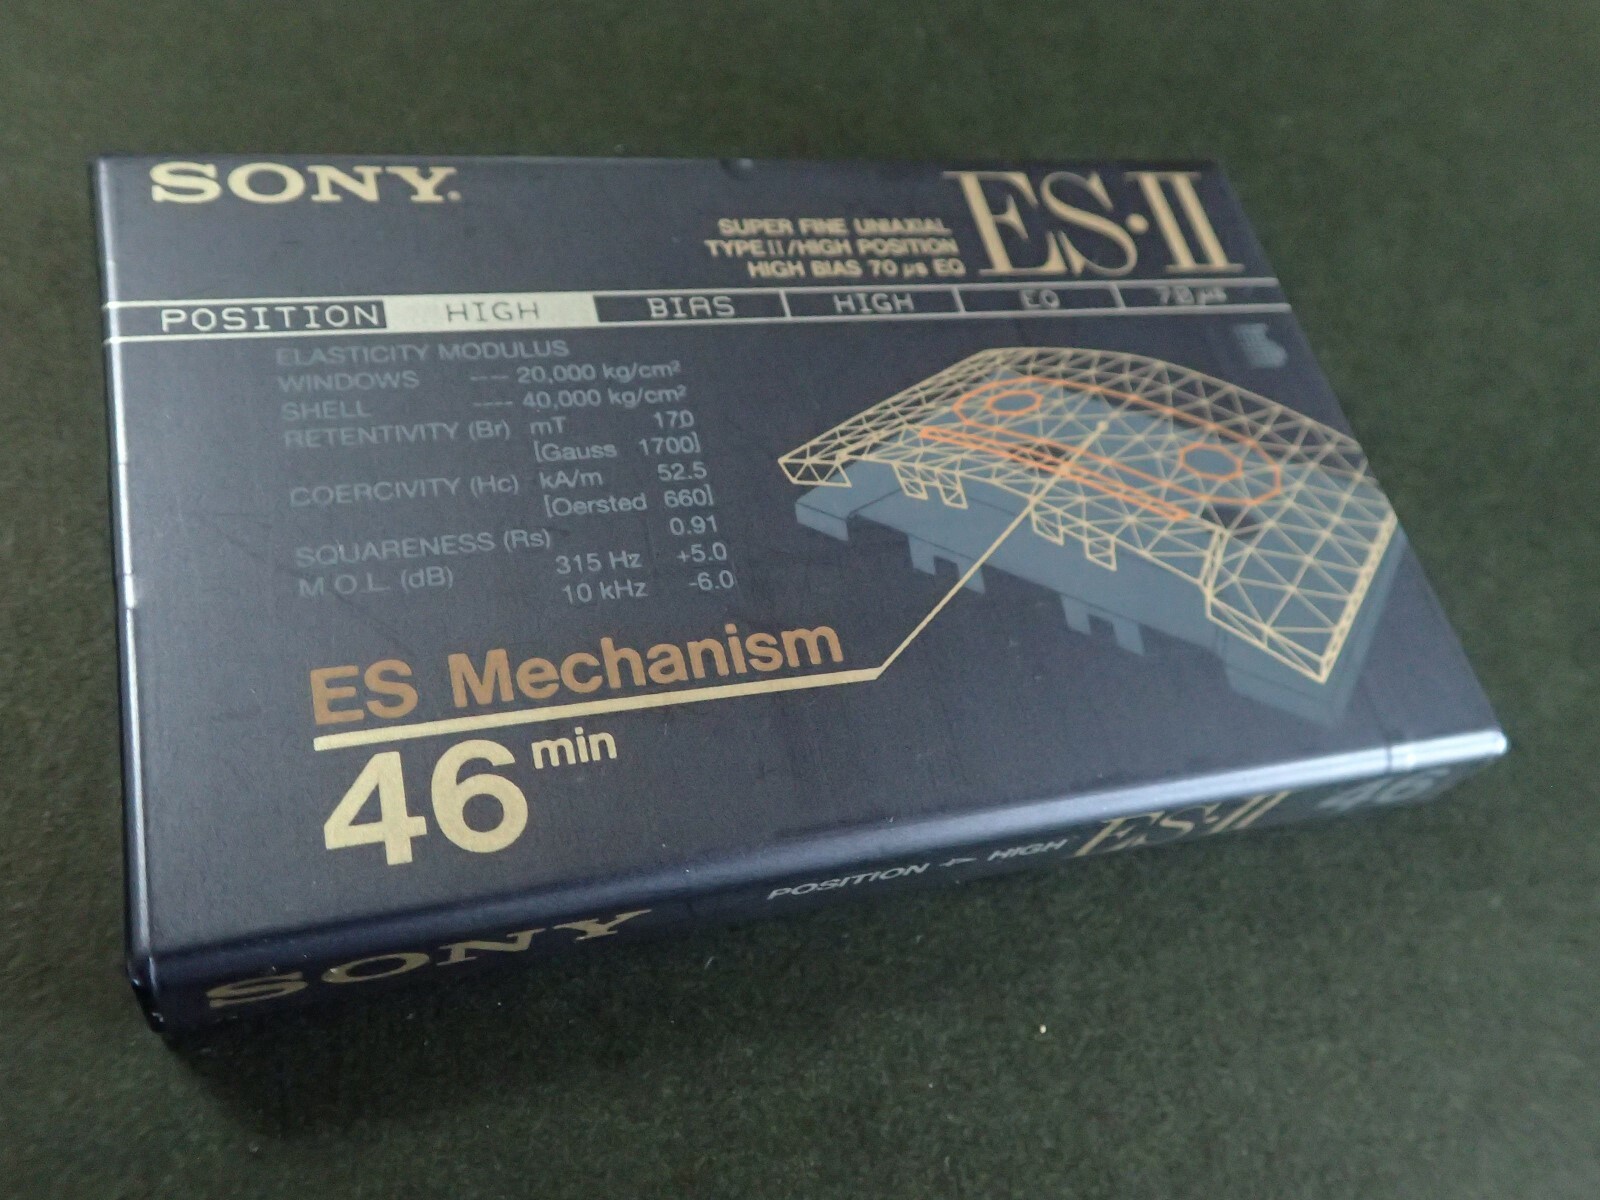 SONY.
ES·II
SUPER FINE UNIAXIAL
TYPE II/HIGH POSITION
HIGH BIAS 70 μs EQ
POSITION HIGH BIAS HIGH EQ 70 μs
ELASTICITY MODULUS
WINDOWS ---- 20,000 kg/cm²
SHELL ---- 40,000 kg/cm²
RETENTIVITY (Br) mT 170
[Gauss 1700]
COERCIVITY (Hc) kA/m 52.5
[Oersted 660]
SQUARENESS (Rs) 0.91
M.O.L. (dB) 315 Hz +5.0
10 kHz -6.0
ES Mechanism
46 min
SONY POSITION HIGH ES·II 46